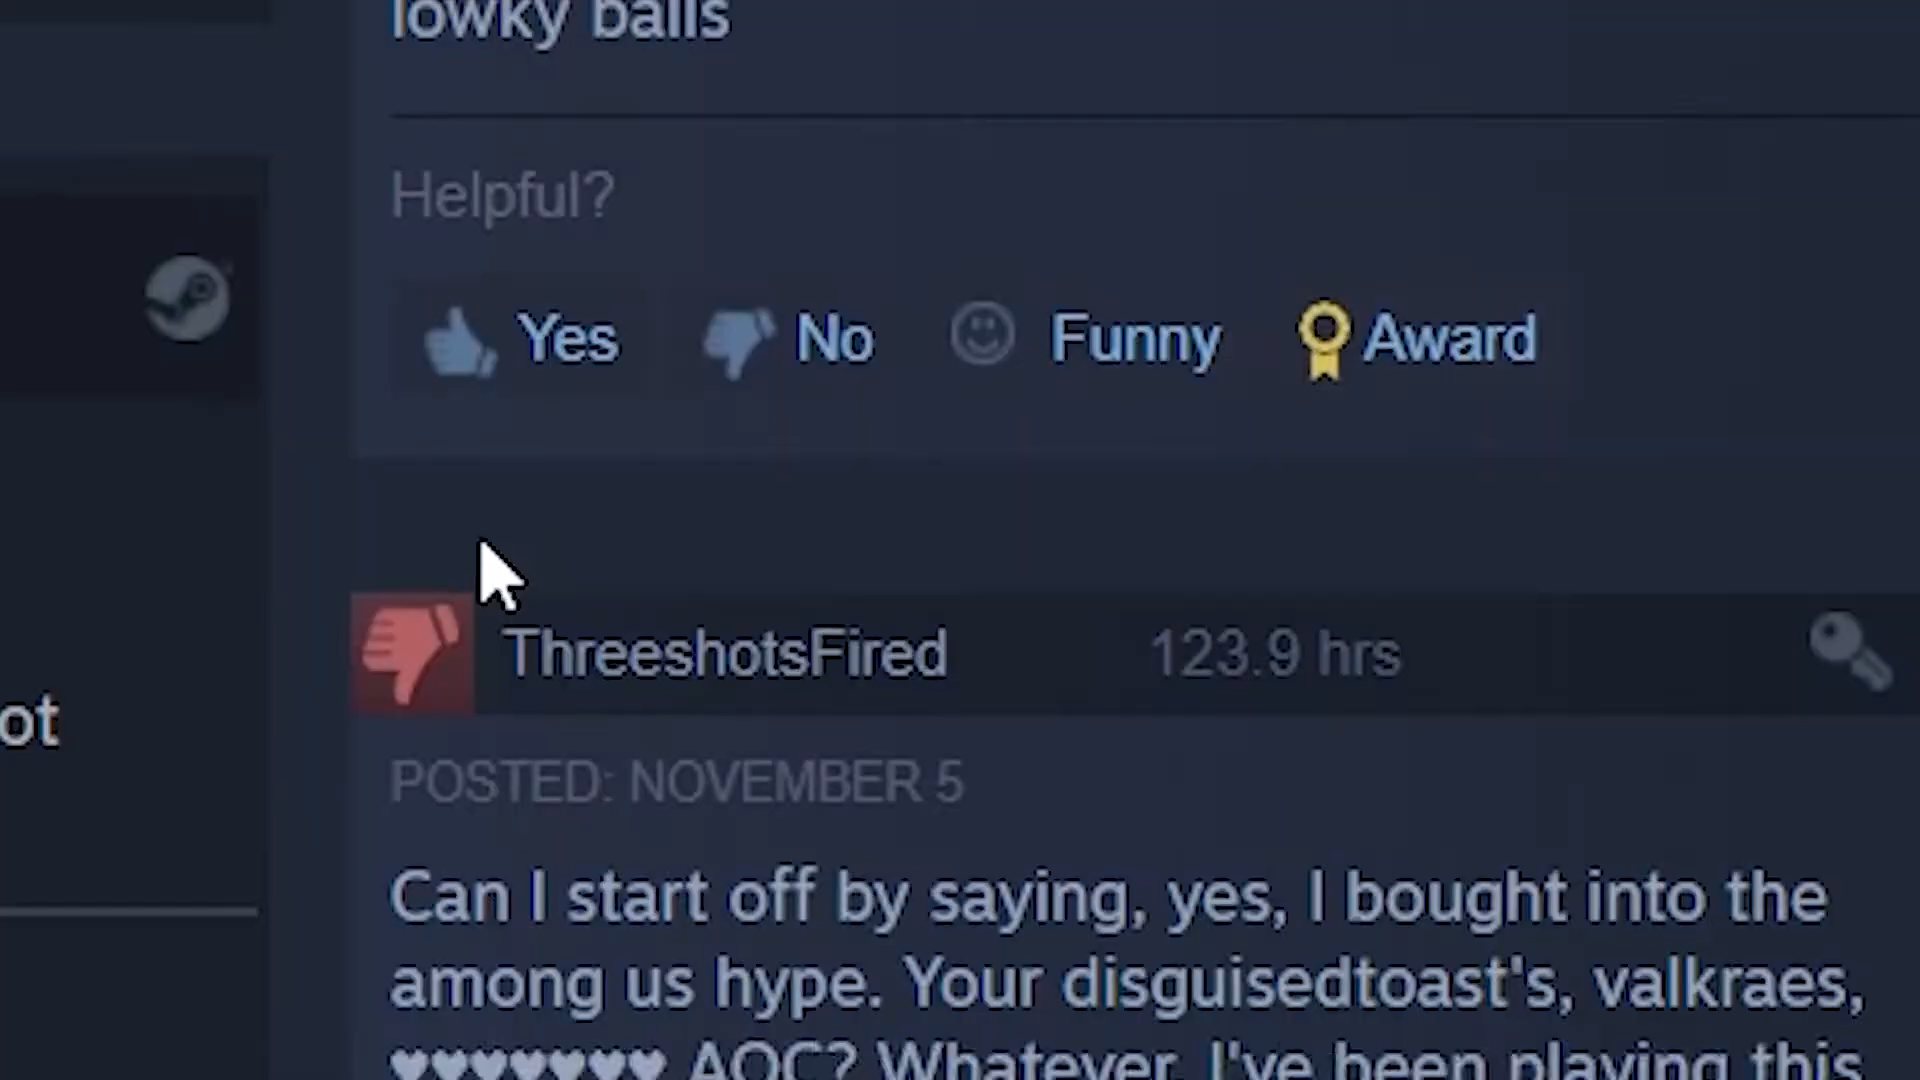 lowky balls
Helpful?
Yes No Funny Award
ThreeshotsFired 123.9 hrs
ot
POSTED: NOVEMBER 5
Can I start off by saying, yes, I bought into the
among us hype. Your disguisedtoast's, valkraes,
♥♥♥♥♥♥♥ AOC? Whatever. I've been playing this